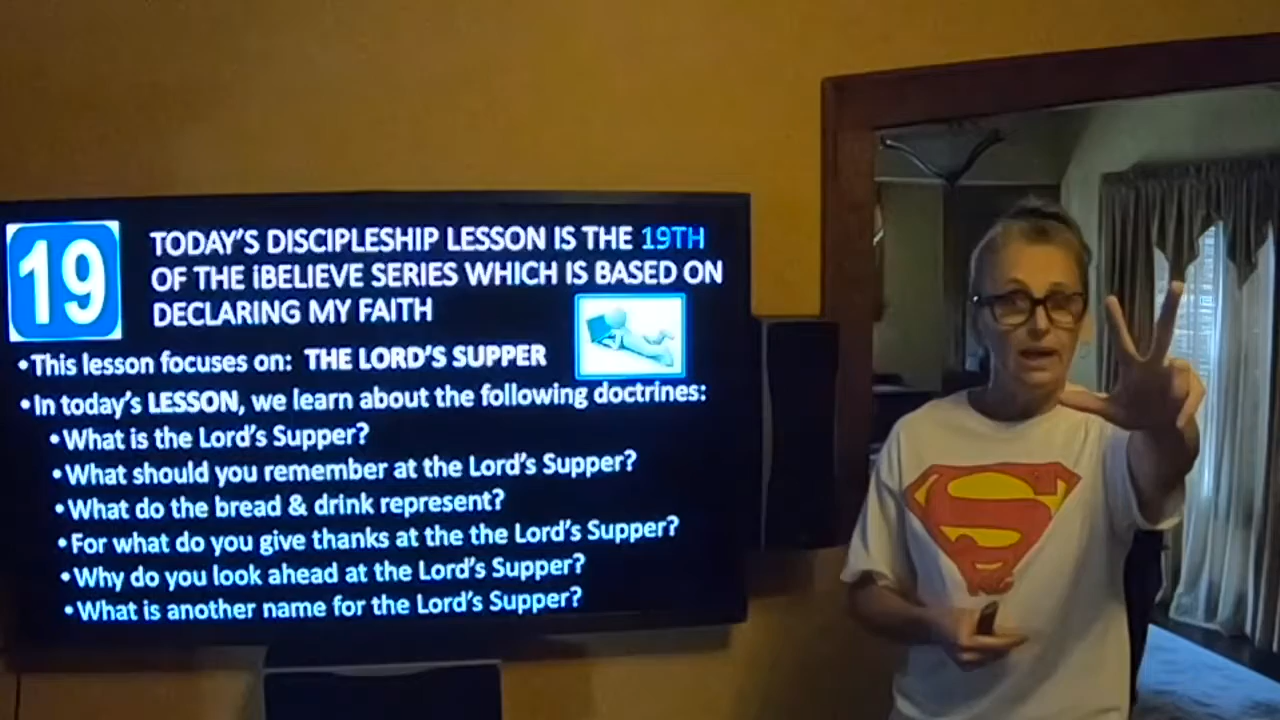 19
TODAY'S DISCIPLESHIP LESSON IS THE 19TH
OF THE iBELIEVE SERIES WHICH IS BASED ON
DECLARING MY FAITH
•This lesson focuses on: THE LORD'S SUPPER
•In today's LESSON, we learn about the following doctrines:
•What is the Lord's Supper?
•What should you remember at the Lord's Supper?
•What do the bread & drink represent?
•For what do you give thanks at the the Lord's Supper?
•Why do you look ahead at the Lord's Supper?
•What is another name for the Lord's Supper?
S